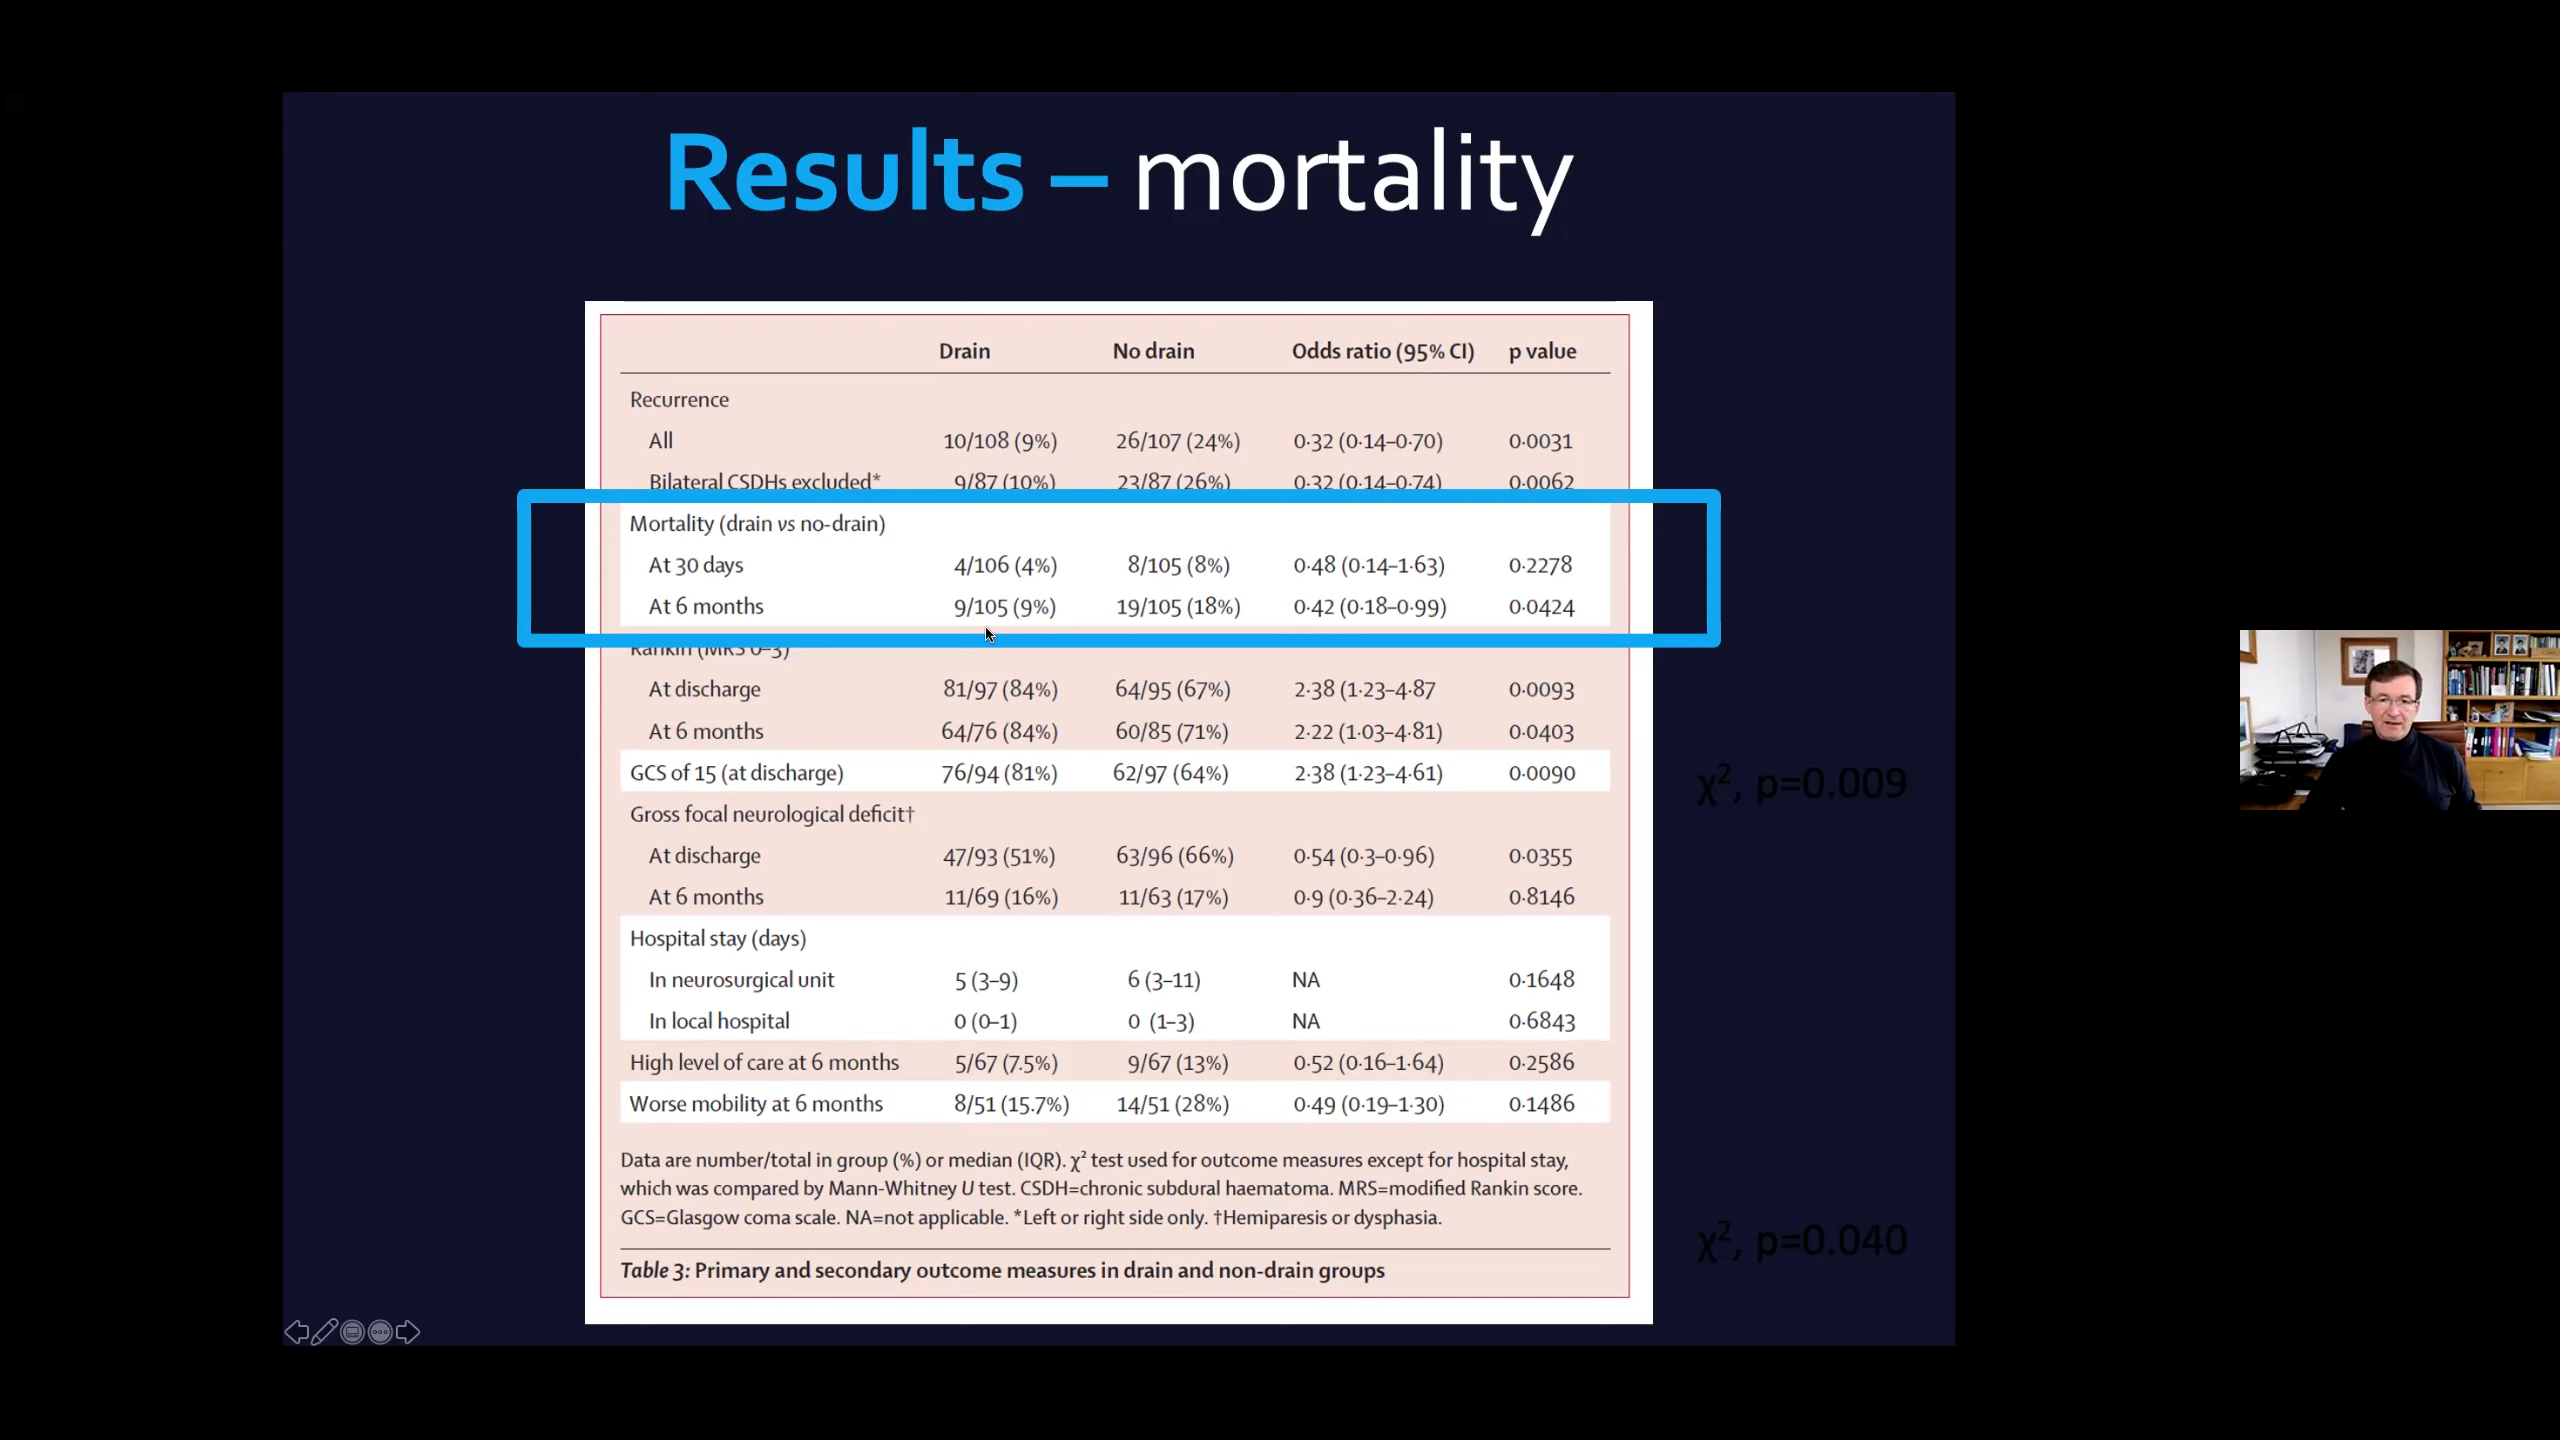 Results – mortality
Drain No drain Odds ratio (95% CI) p value
Recurrence
All 10/108 (9%) 26/107 (24%) 0·32 (0·14–0·70) 0·0031
Bilateral CSDHs excluded* 9/87 (10%) 23/87 (26%) 0·32 (0·14–0·74) 0·0062
Mortality (drain vs no-drain)
At 30 days 4/106 (4%) 8/105 (8%) 0·48 (0·14–1·63) 0·2278
At 6 months 9/105 (9%) 19/105 (18%) 0·42 (0·18–0·99) 0·0424
Rankin (MRS 0–3)
At discharge 81/97 (84%) 64/95 (67%) 2·38 (1·23–4·87 0·0093
At 6 months 64/76 (84%) 60/85 (71%) 2·22 (1·03–4·81) 0·0403
GCS of 15 (at discharge) 76/94 (81%) 62/97 (64%) 2·38 (1·23–4·61) 0·0090
χ², p=0.009
Gross focal neurological deficit†
At discharge 47/93 (51%) 63/96 (66%) 0·54 (0·3–0·96) 0·0355
At 6 months 11/69 (16%) 11/63 (17%) 0·9 (0·36–2·24) 0·8146
Hospital stay (days)
In neurosurgical unit 5 (3–9) 6 (3–11) NA 0·1648
In local hospital 0 (0–1) 0 (1–3) NA 0·6843
High level of care at 6 months 5/67 (7.5%) 9/67 (13%) 0·52 (0·16–1·64) 0·2586
Worse mobility at 6 months 8/51 (15.7%) 14/51 (28%) 0·49 (0·19–1·30) 0·1486
Data are number/total in group (%) or median (IQR). χ² test used for outcome measures except for hospital stay,
which was compared by Mann-Whitney U test. CSDH=chronic subdural haematoma. MRS=modified Rankin score.
GCS=Glasgow coma scale. NA=not applicable. *Left or right side only. †Hemiparesis or dysphasia.
χ², p=0.040
Table 3: Primary and secondary outcome measures in drain and non-drain groups